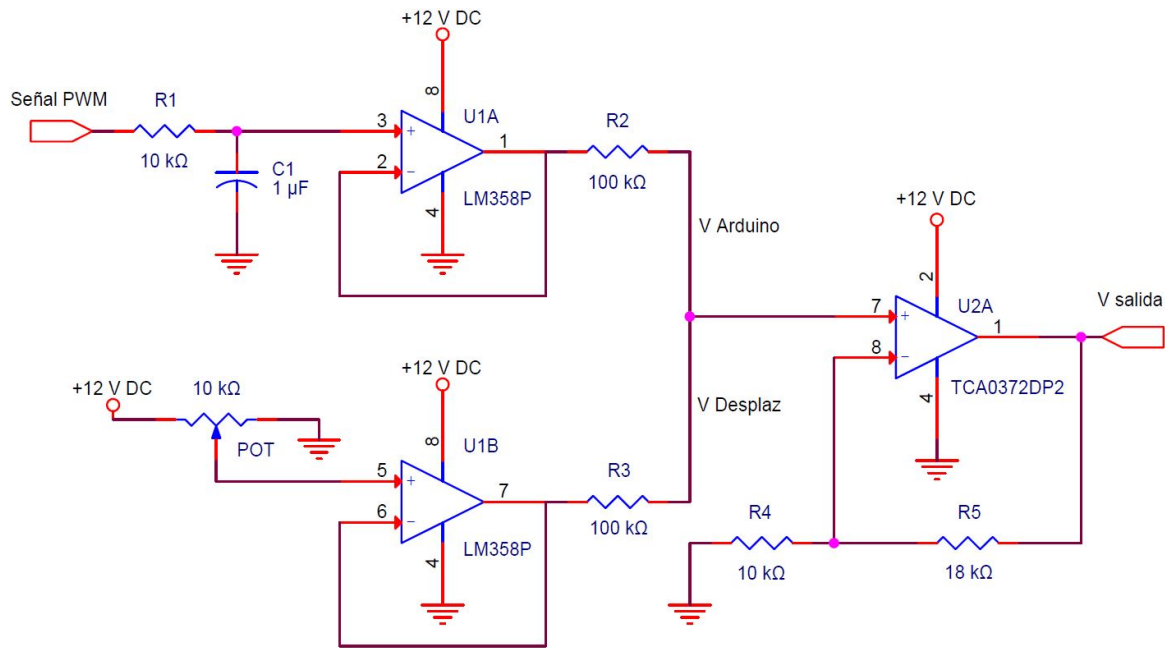 +12 V DC
Señal PWM
R1
10 kΩ
C1
1 µF
3
+
2
−
8
U1A
1
LM358P
4
R2
100 kΩ
V Arduino
+12 V DC
2
7
+
8
−
U2A
1
V salida
TCA0372DP2
4
+12 V DC
10 kΩ
POT
+12 V DC
8
U1B
5
+
6
−
7
LM358P
4
V Desplaz
R3
100 kΩ
R4
10 kΩ
R5
18 kΩ